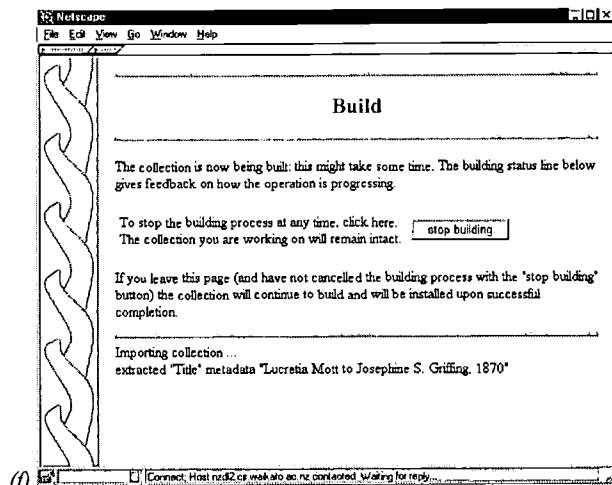 Netscape
File Edit View Go Window Help
Build
The collection is now being built: this might take some time. The building status line below
gives feedback on how the operation is progressing.
To stop the building process at any time, click here.
The collection you are working on will remain intact.
stop building
If you leave this page (and have not cancelled the building process with the "stop building"
button) the collection will continue to build and will be installed upon successful
completion.
Importing collection ...
extracted "Title" metadata "Lucretia Mott to Josephine S. Griffing, 1870"
(f)
Connect: Host nzdl2.cs.waikato.ac.nz contacted. Waiting for reply...